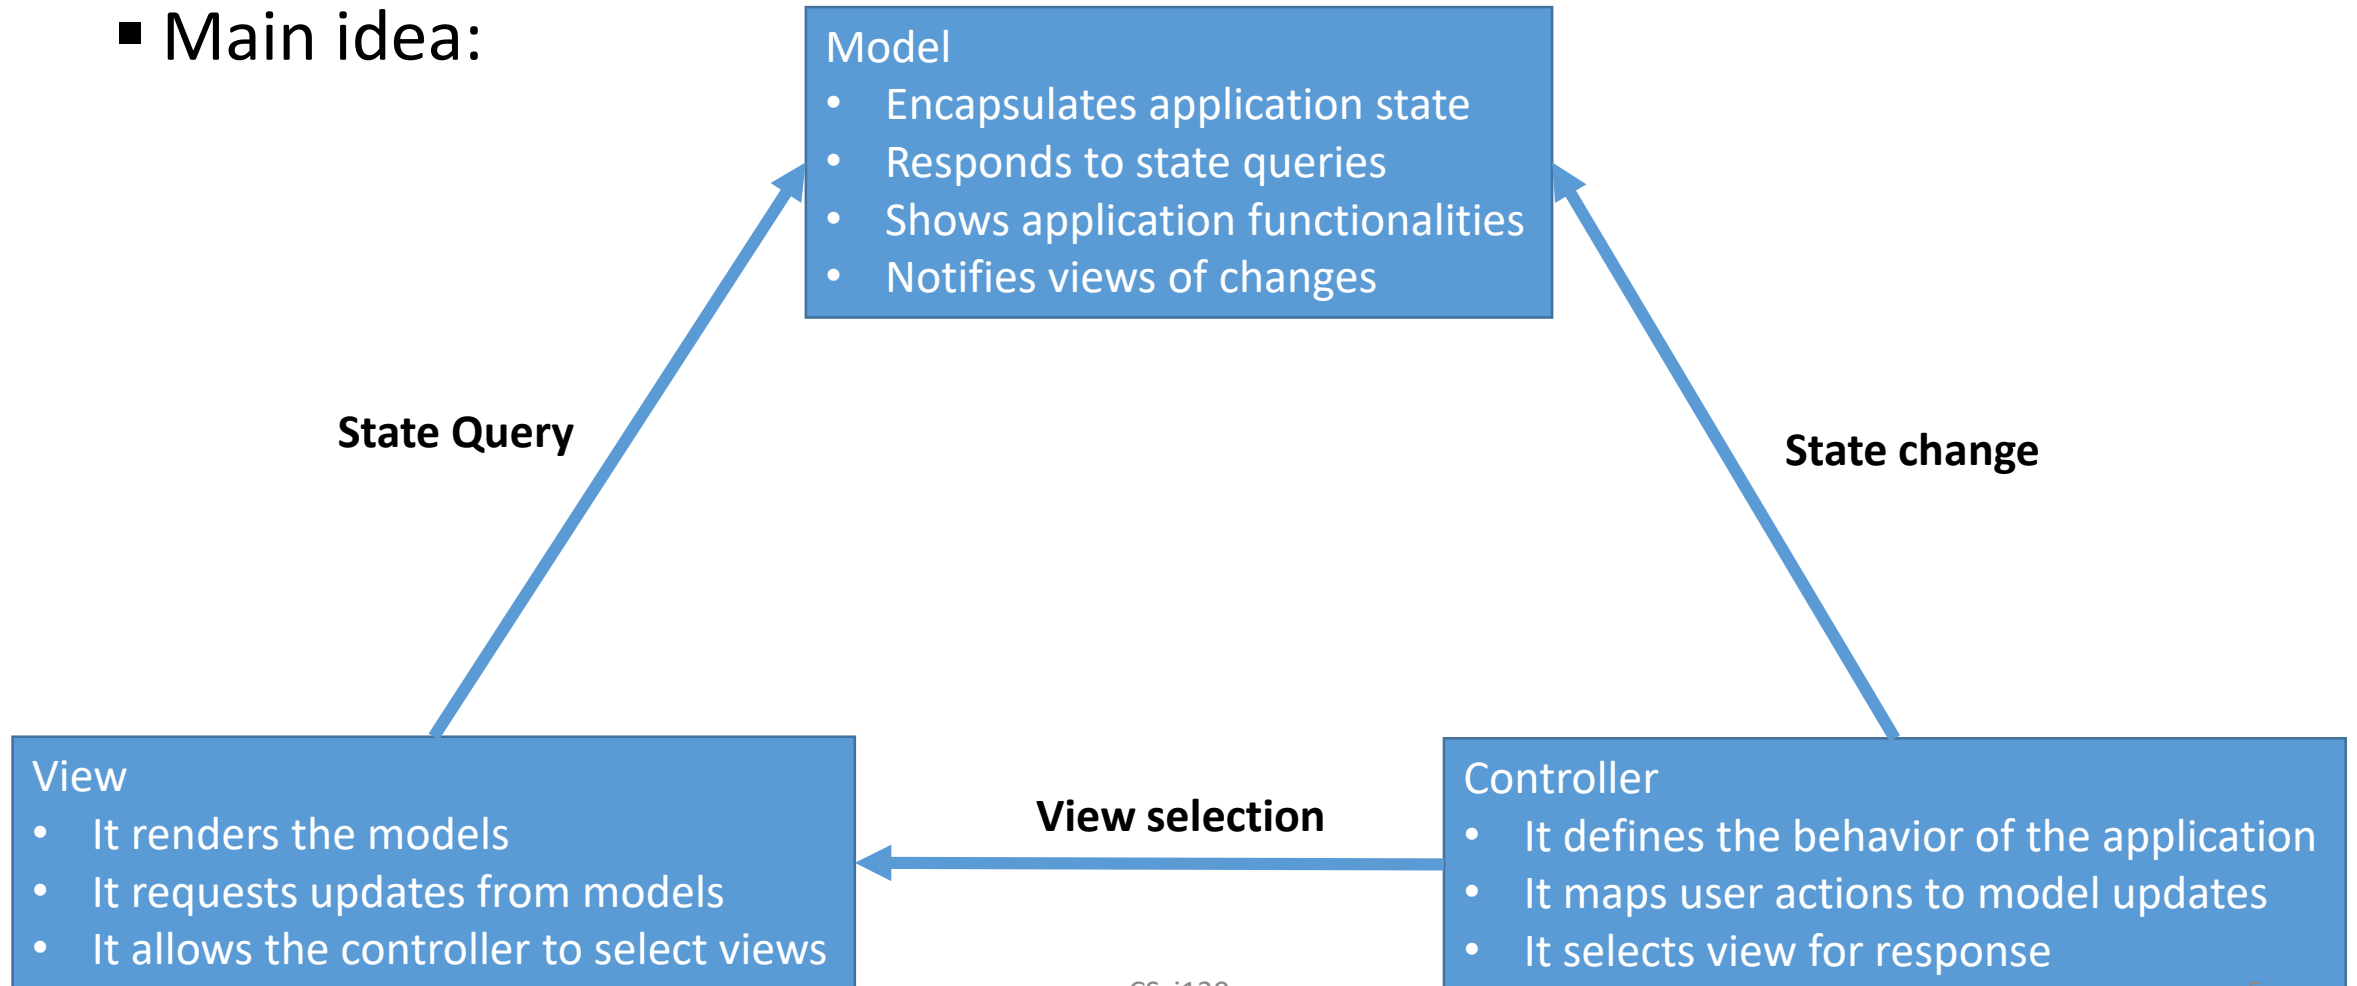 ▪ Main idea:
Model
• Encapsulates application state
• Responds to state queries
• Shows application functionalities
• Notifies views of changes
State Query
State change
View selection
View
• It renders the models
• It requests updates from models
• It allows the controller to select views
Controller
• It defines the behavior of the application
• It maps user actions to model updates
• It selects view for response